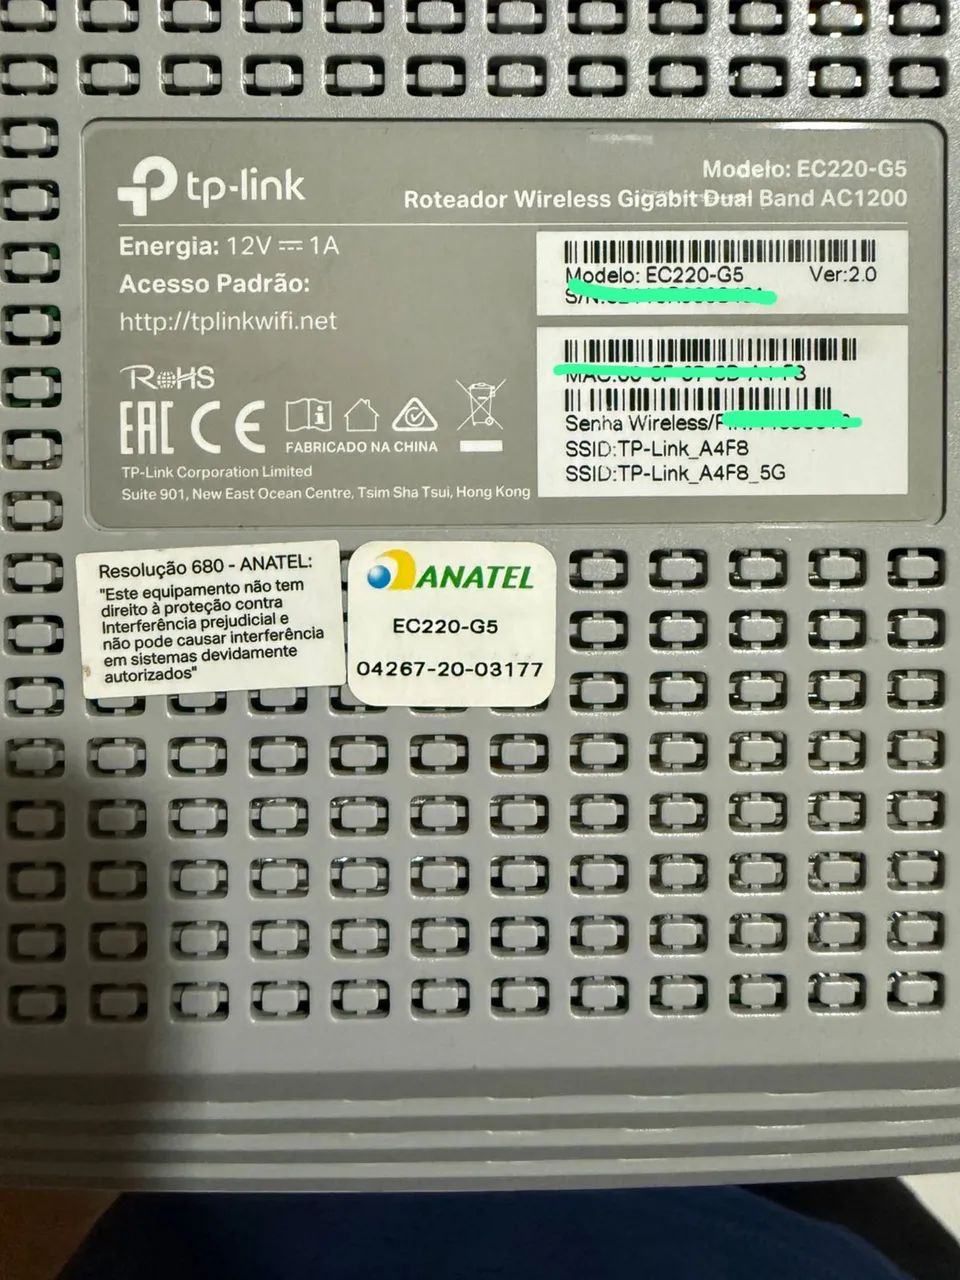 tp-link
Modelo: EC220-G5
Roteador Wireless Gigabit Dual Band AC1200
Energia: 12V ⎓ 1A
Acesso Padrão:
http://tplinkwifi.net
RoHS
EAC CE
FABRICADO NA CHINA
TP-Link Corporation Limited
Suite 901, New East Ocean Centre, Tsim Sha Tsui, Hong Kong
Modelo: EC220-G5 Ver:2.0
S/N:
MAC:
Senha Wireless/
SSID:TP-Link_A4F8
SSID:TP-Link_A4F8_5G
Resolução 680 - ANATEL:
"Este equipamento não tem
direito à proteção contra
Interferência prejudicial e
não pode causar interferência
em sistemas devidamente
autorizados"
ANATEL
EC220-G5
04267-20-03177